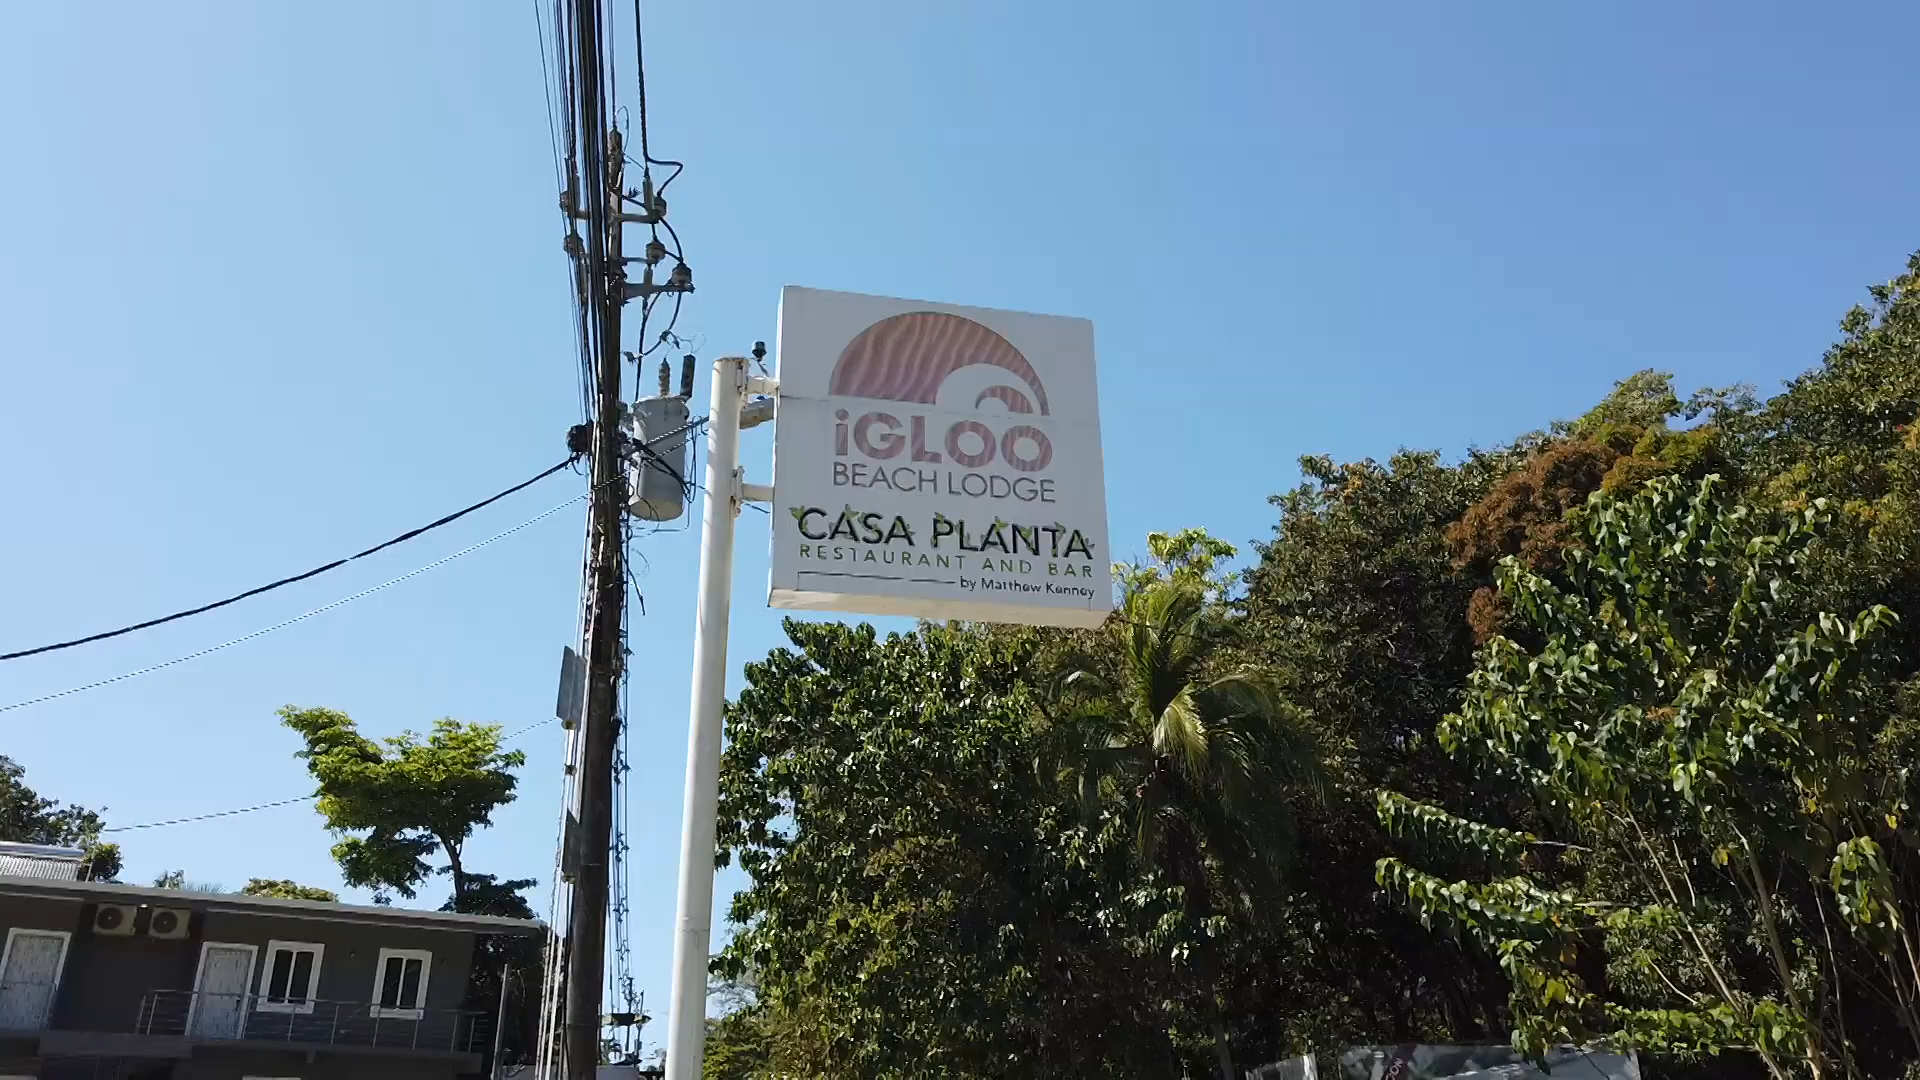 iGLOO
BEACH LODGE
CASA PLANTA
RESTAURANT AND BAR
by Matthew Kenney